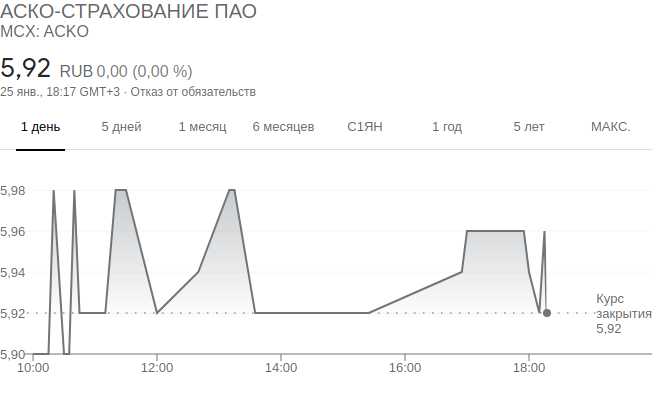 АСКО-СТРАХОВАНИЕ ПАО
MCX: ACKO
5,92 RUB 0,00 (0,00 %)
25 янв., 18:17 GMT+3 · Отказ от обязательств
1 день 5 дней 1 месяц 6 месяцев С1ЯН 1 год 5 лет МАКС.
5,98
5,96
5,94
5,92
5,90
Курс
закрытия
5,92
10:00 12:00 14:00 16:00 18:00